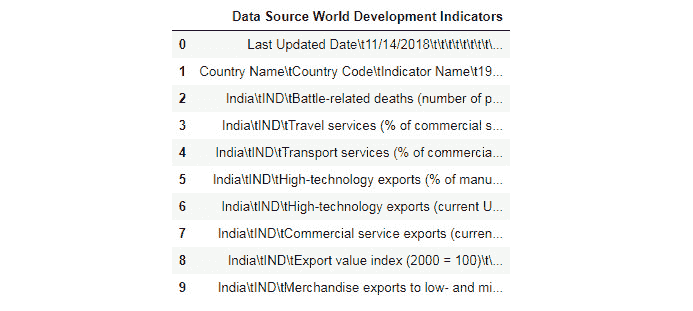 Data Source World Development Indicators
0 Last Updated Date\t11/14/2018\t\t\t\t\t\t\t\...
1 Country Name\tCountry Code\tIndicator Name\t19...
2 India\tIND\tBattle-related deaths (number of p...
3 India\tIND\tTravel services (% of commercial s...
4 India\tIND\tTransport services (% of commercia...
5 India\tIND\tHigh-technology exports (% of manu...
6 India\tIND\tHigh-technology exports (current U...
7 India\tIND\tCommercial service exports (curren...
8 India\tIND\tExport value index (2000 = 100)\t\...
9 India\tIND\tMerchandise exports to low- and mi...